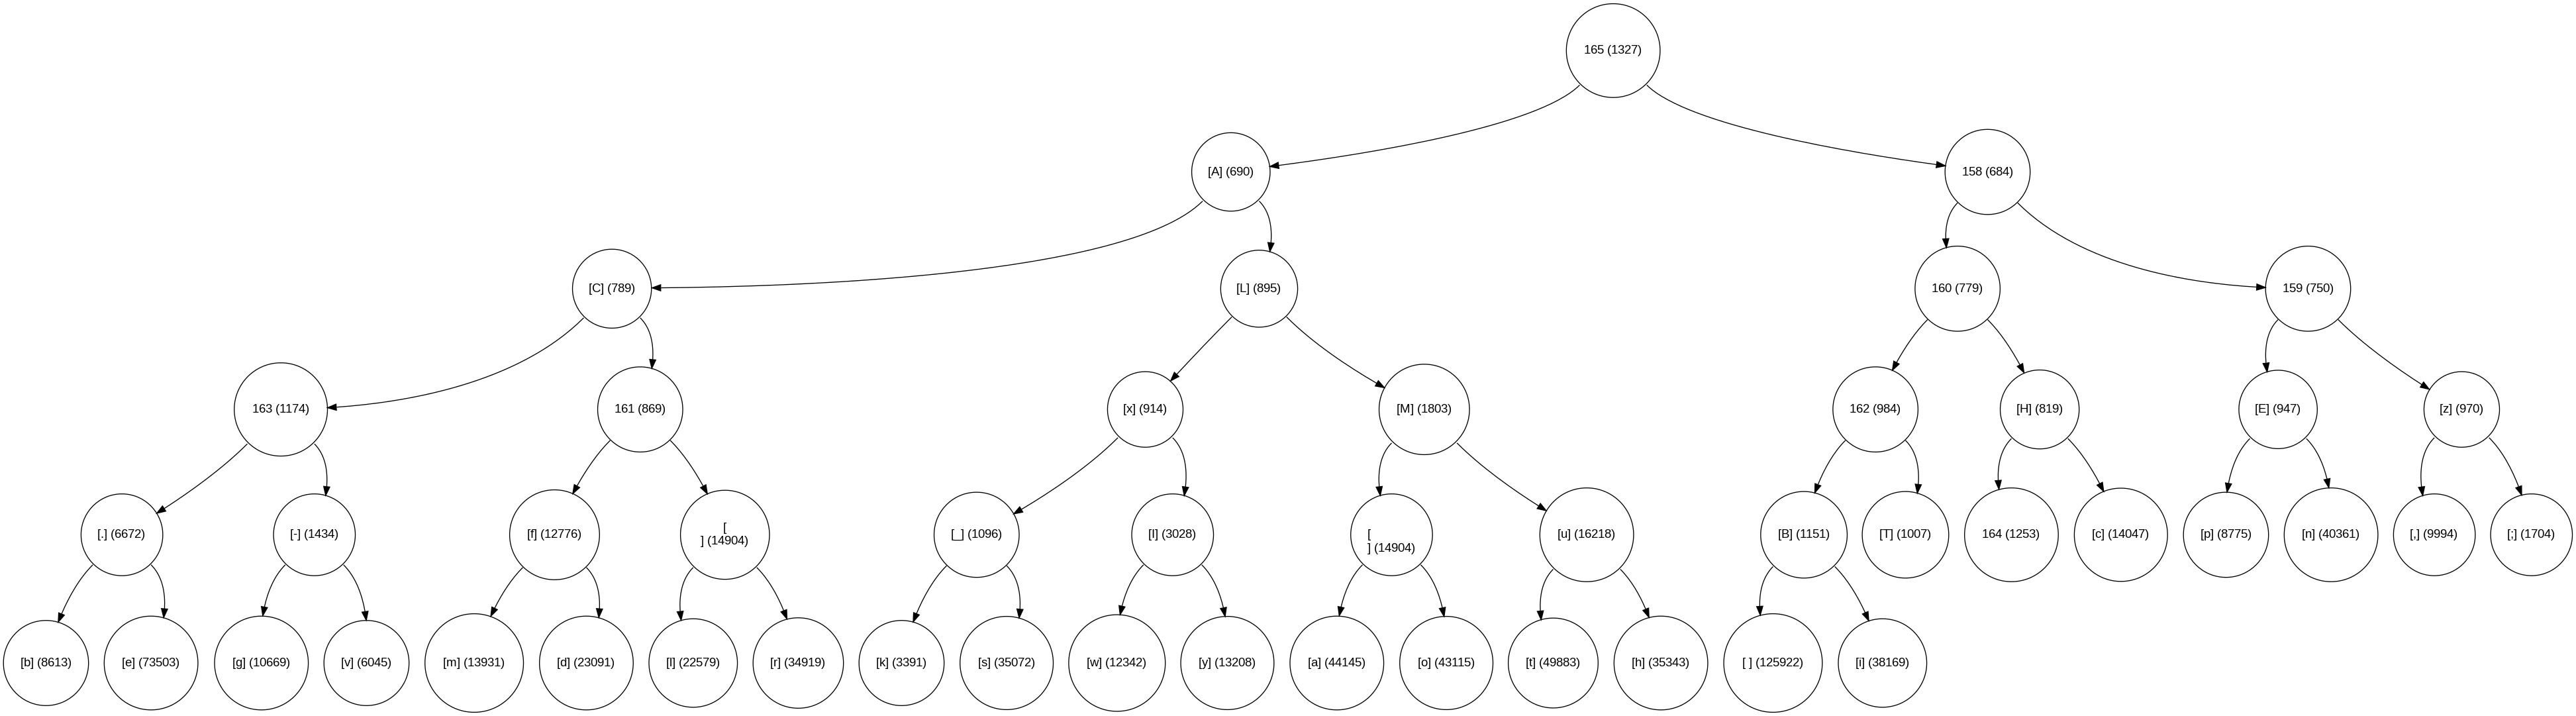 165 (1327)
[A] (690)
158 (684)
[C] (789)
[L] (895)
160 (779)
159 (750)
163 (1174)
161 (869)
[x] (914)
[M] (1803)
162 (984)
[H] (819)
[E] (947)
[z] (970)
[.] (6672)
[-] (1434)
[f] (12776)
[
] (14904)
[_] (1096)
[I] (3028)
[
] (14904)
[u] (16218)
[B] (1151)
[T] (1007)
164 (1253)
[c] (14047)
[p] (8775)
[n] (40361)
[,] (9994)
[;] (1704)
[b] (8613)
[e] (73503)
[g] (10669)
[v] (6045)
[m] (13931)
[d] (23091)
[l] (22579)
[r] (34919)
[k] (3391)
[s] (35072)
[w] (12342)
[y] (13208)
[a] (44145)
[o] (43115)
[t] (49883)
[h] (35343)
[ ] (125922)
[i] (38169)